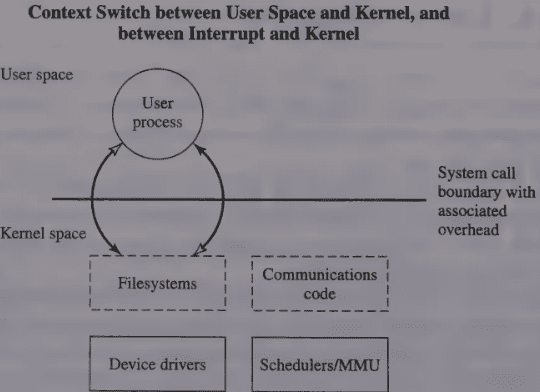 Context Switch between User Space and Kernel, and
between Interrupt and Kernel
User space
User
process
System call
boundary with
associated
overhead
Kernel space
Filesystems
Communications
code
Device drivers
Schedulers/MMU